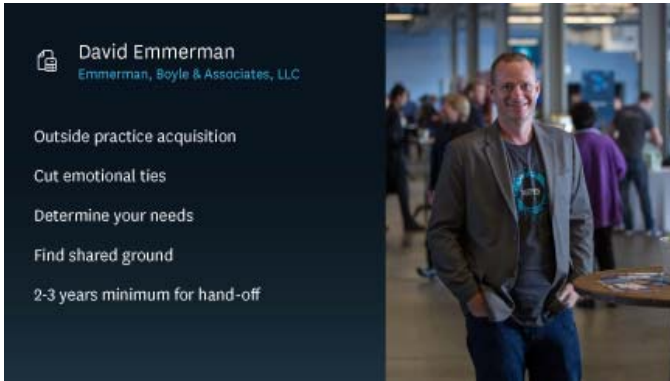 David Emmerman
Emmerman, Boyle & Associates, LLC
Outside practice acquisition
Cut emotional ties
Determine your needs
Find shared ground
2-3 years minimum for hand-off